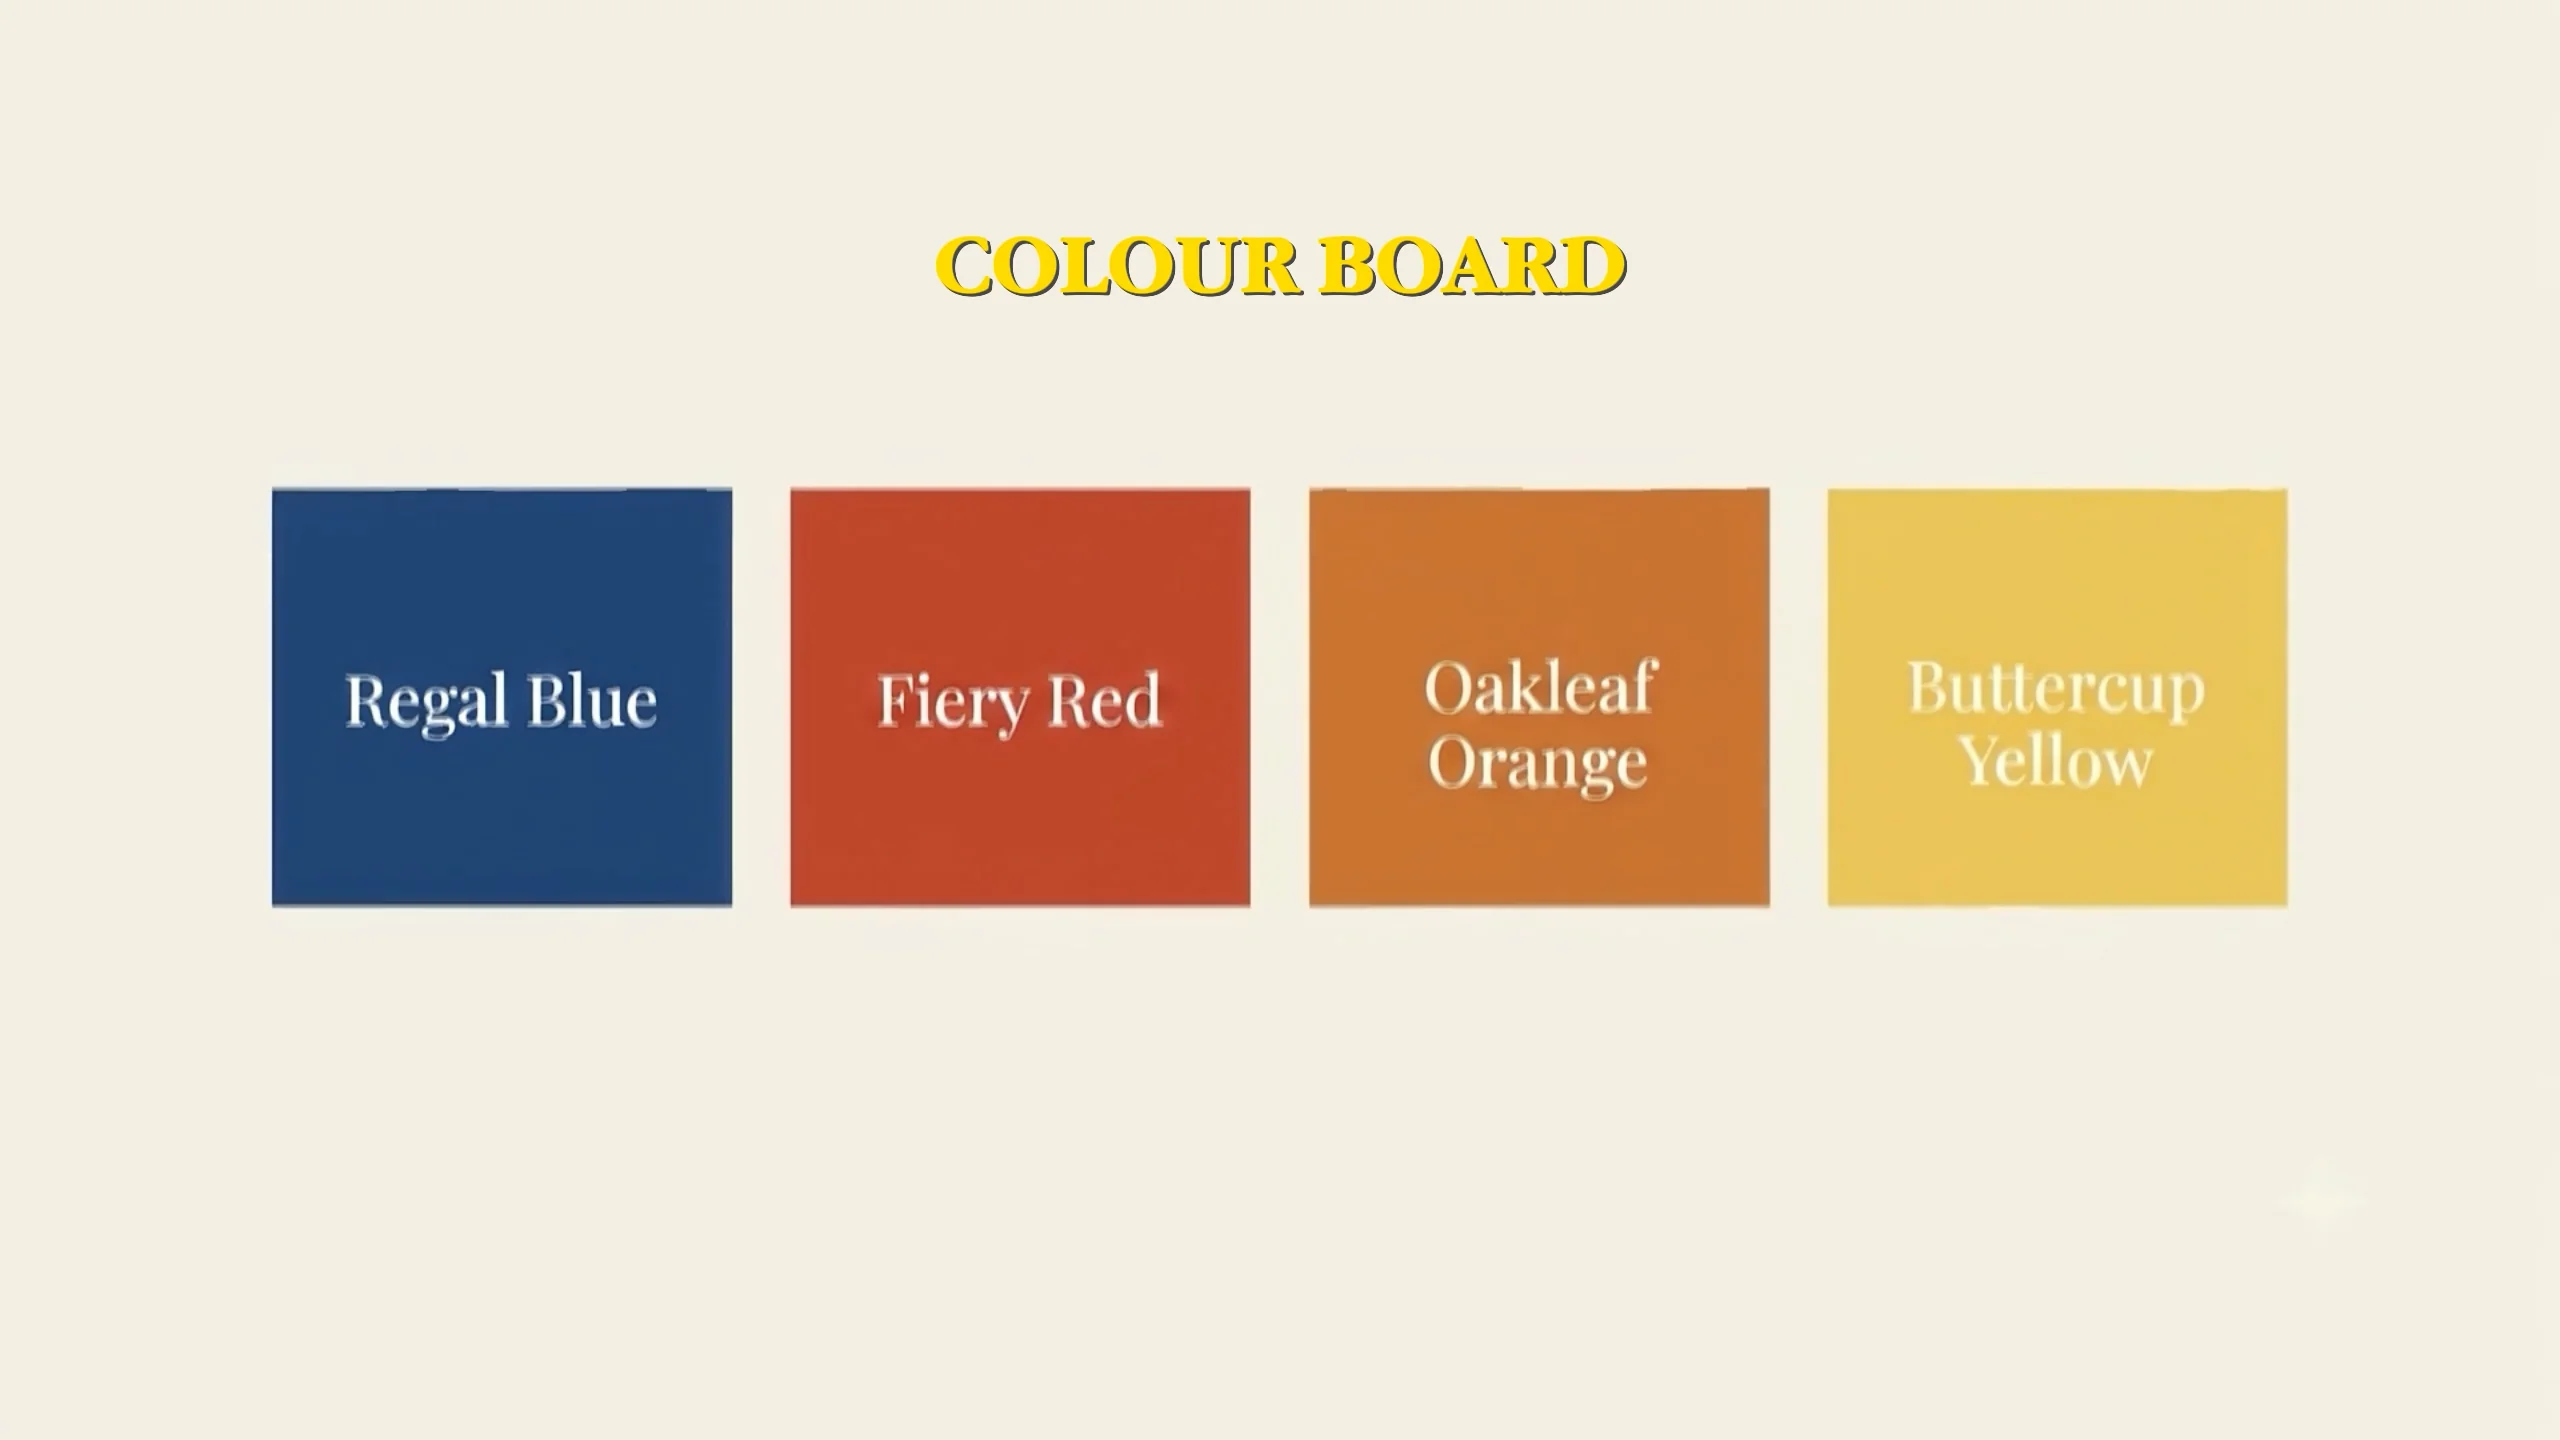 COLOUR BOARD
Regal Blue
Fiery Red
Oakleaf
Orange
Buttercup
Yellow